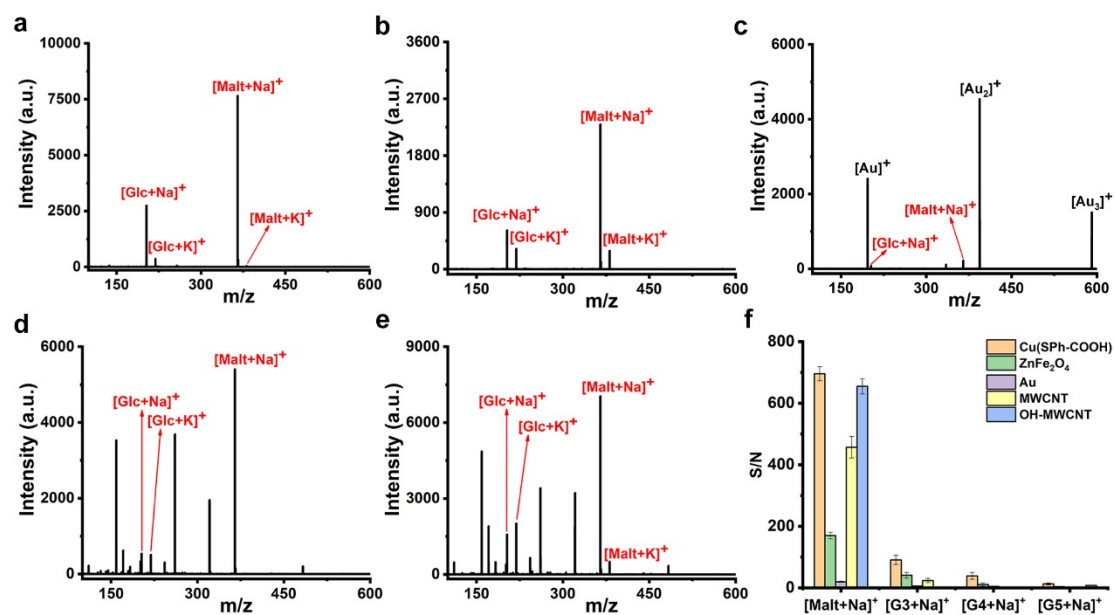 a
10000
7500
5000
2500
0
Intensity (a.u.)
[Malt+Na]⁺
[Glc+Na]⁺
[Glc+K]⁺
[Malt+K]⁺
150 300 450 600
m/z
b
3600
2700
1800
900
0
Intensity (a.u.)
[Malt+Na]⁺
[Glc+Na]⁺
[Glc+K]⁺
[Malt+K]⁺
150 300 450 600
m/z
c
6000
4000
2000
0
Intensity (a.u.)
[Au₂]⁺
[Au]⁺
[Malt+Na]⁺
[Au₃]⁺
[Glc+Na]⁺
150 300 450 600
m/z
d
6000
4000
2000
0
Intensity (a.u.)
[Malt+Na]⁺
[Glc+Na]⁺
[Glc+K]⁺
150 300 450 600
m/z
e
9000
6000
3000
0
Intensity (a.u.)
[Malt+Na]⁺
[Glc+Na]⁺
[Glc+K]⁺
[Malt+K]⁺
150 300 450 600
m/z
f
800
600
400
200
0
S/N
Cu(SPh-COOH)
ZnFe₂O₄
Au
MWCNT
OH-MWCNT
[Malt+Na]⁺ [G3+Na]⁺ [G4+Na]⁺ [G5+Na]⁺